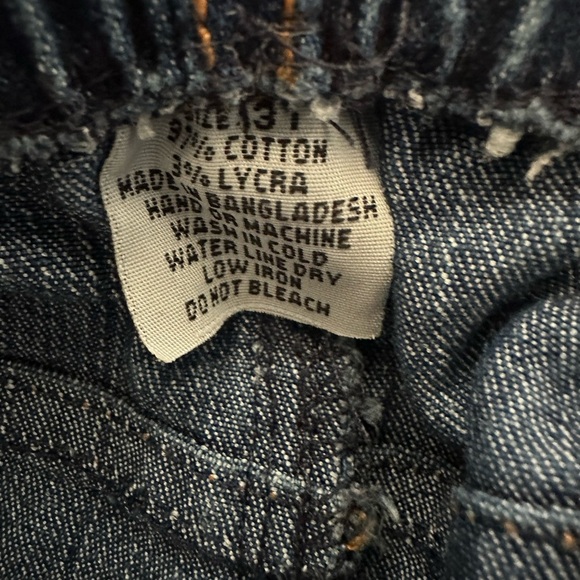 SIZE 31
97% COTTON
3% LYCRA
MADE IN BANGLADESH
HAND OR MACHINE
WASH IN COLD
WATER LINE DRY
LOW IRON
DO NOT BLEACH